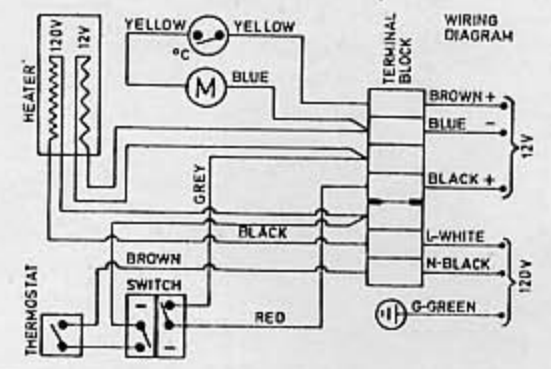 WIRING
DIAGRAM
YELLOW
YELLOW
°C
M
BLUE
HEATER
120V
12V
TERMINAL
BLOCK
BROWN +
BLUE -
BLACK +
12V
GREY
BLACK
BROWN
L-WHITE
N-BLACK
G-GREEN
120V
THERMOSTAT
SWITCH
-
-
RED